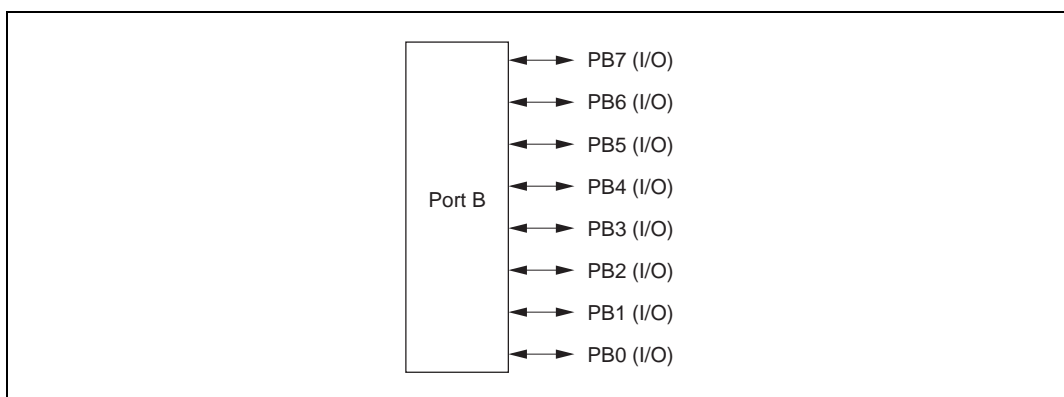 PB7 (I/O)
PB6 (I/O)
PB5 (I/O)
PB4 (I/O)
Port B
PB3 (I/O)
PB2 (I/O)
PB1 (I/O)
PB0 (I/O)